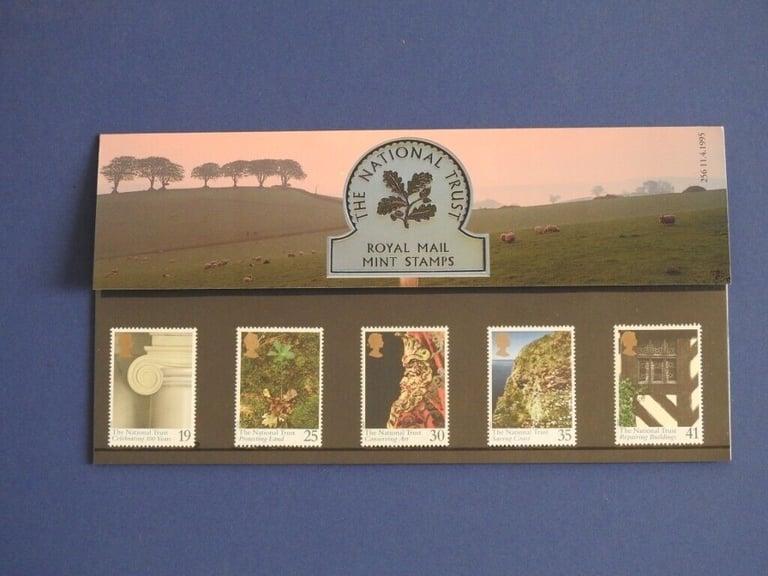 THE NATIONAL TRUST
ROYAL MAIL
MINT STAMPS
256 11.4.1995
The National Trust
Celebrating 100 Years 19
The National Trust
Protecting Land 25
The National Trust
Conserving Art 30
The National Trust
Saving Coast 35
The National Trust
Repairing Buildings 41